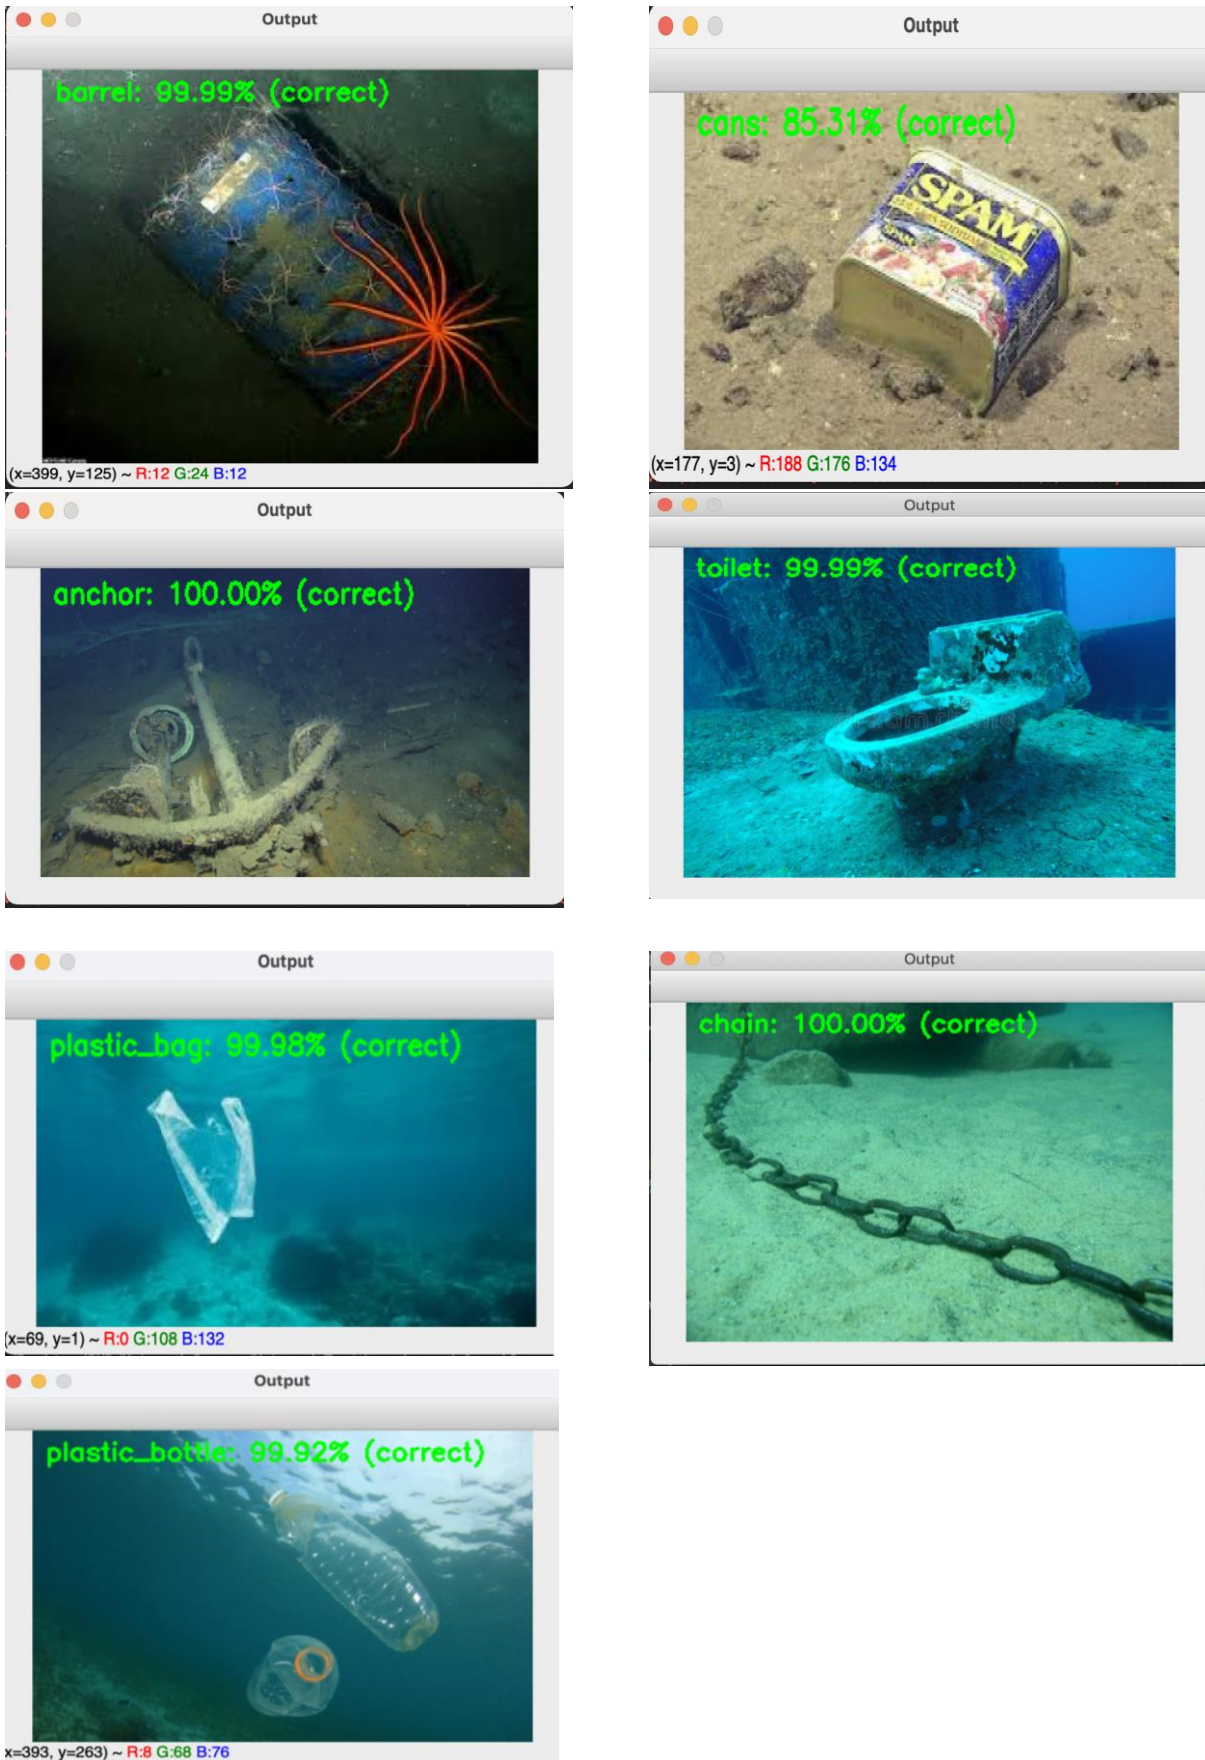 Output
barrel: 99.99% (correct)
(x=399, y=125) ~ R:12 G:24 B:12
Output
cans: 85.31% (correct)
SPAM
SPAM
(x=177, y=3) ~ R:188 G:176 B:134
Output
anchor: 100.00% (correct)
Output
toilet: 99.99% (correct)
Output
plastic_bag: 99.98% (correct)
(x=69, y=1) ~ R:0 G:108 B:132
Output
chain: 100.00% (correct)
Output
plastic_bottle: 99.92% (correct)
x=393, y=263) ~ R:8 G:68 B:76